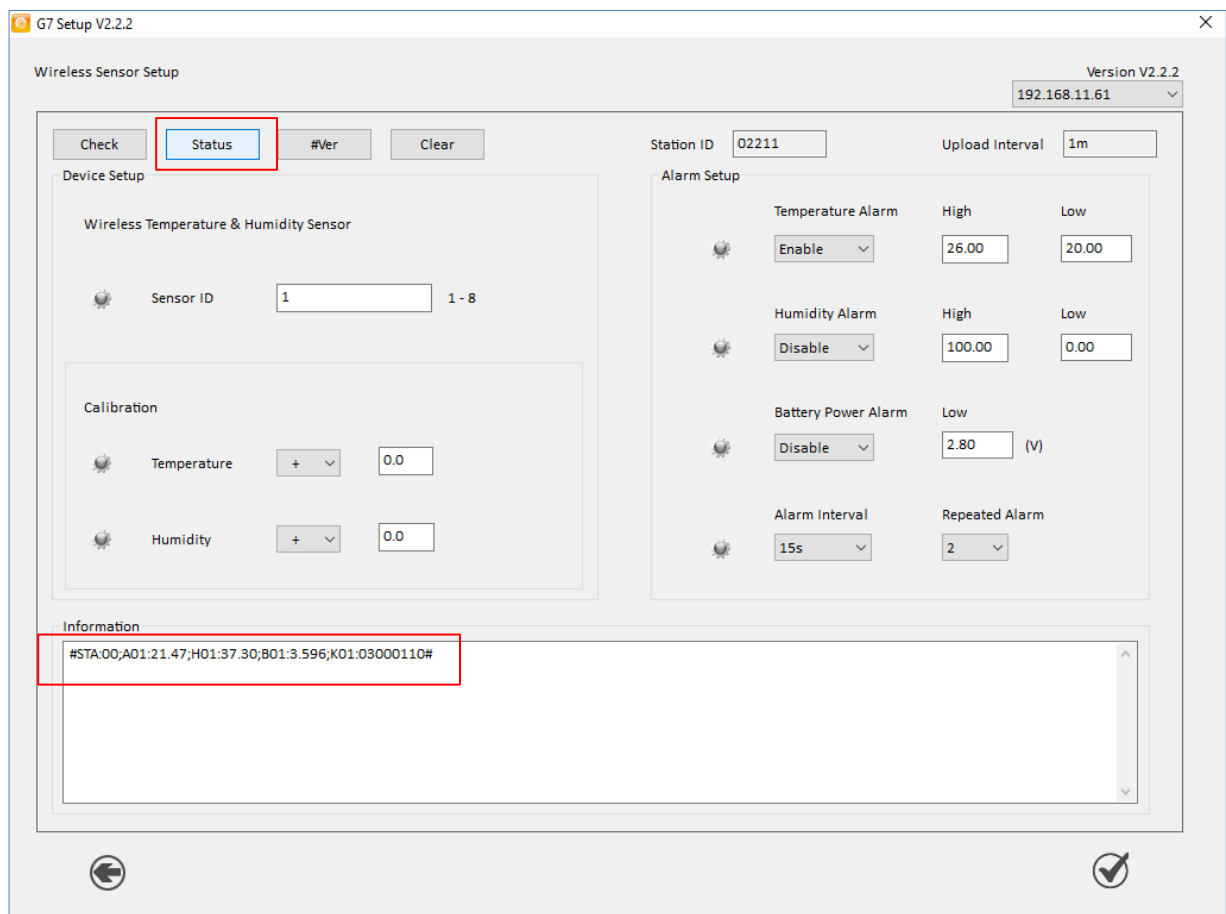 G7 Setup V2.2.2
Wireless Sensor Setup
Version V2.2.2
192.168.11.61
Check Status #Ver Clear
Station ID 02211 Upload Interval 1m
Device Setup
Wireless Temperature & Humidity Sensor
Sensor ID 1 1 - 8
Calibration
Temperature + 0.0
Humidity + 0.0
Alarm Setup
Temperature Alarm High Low
Enable 26.00 20.00
Humidity Alarm High Low
Disable 100.00 0.00
Battery Power Alarm Low
Disable 2.80 (V)
Alarm Interval Repeated Alarm
15s 2
Information
#STA:00;A01:21.47;H01:37.30;B01:3.596;K01:03000110#